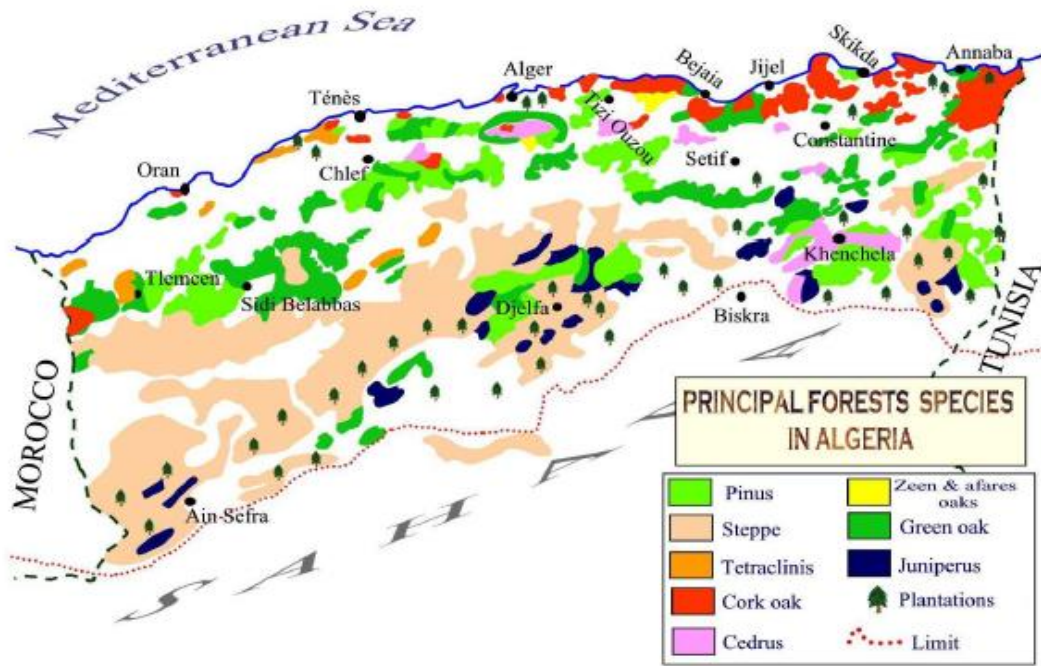 Mediterranean Sea
Skikda
Annaba
Jijel
Bejaia
Alger
Ténès
Tizi Ouzou
Constantine
Oran
Chlef
Setif
Khenchela
Tlemcen
Sidi Belabbas
Djelfa
Biskra
TUNISIA
MOROCCO
Ain-Sefra
S A H A R A
PRINCIPAL FORESTS SPECIES
IN ALGERIA
Pinus
Steppe
Tetraclinis
Cork oak
Cedrus
Zeen & afares
oaks
Green oak
Juniperus
Plantations
Limit